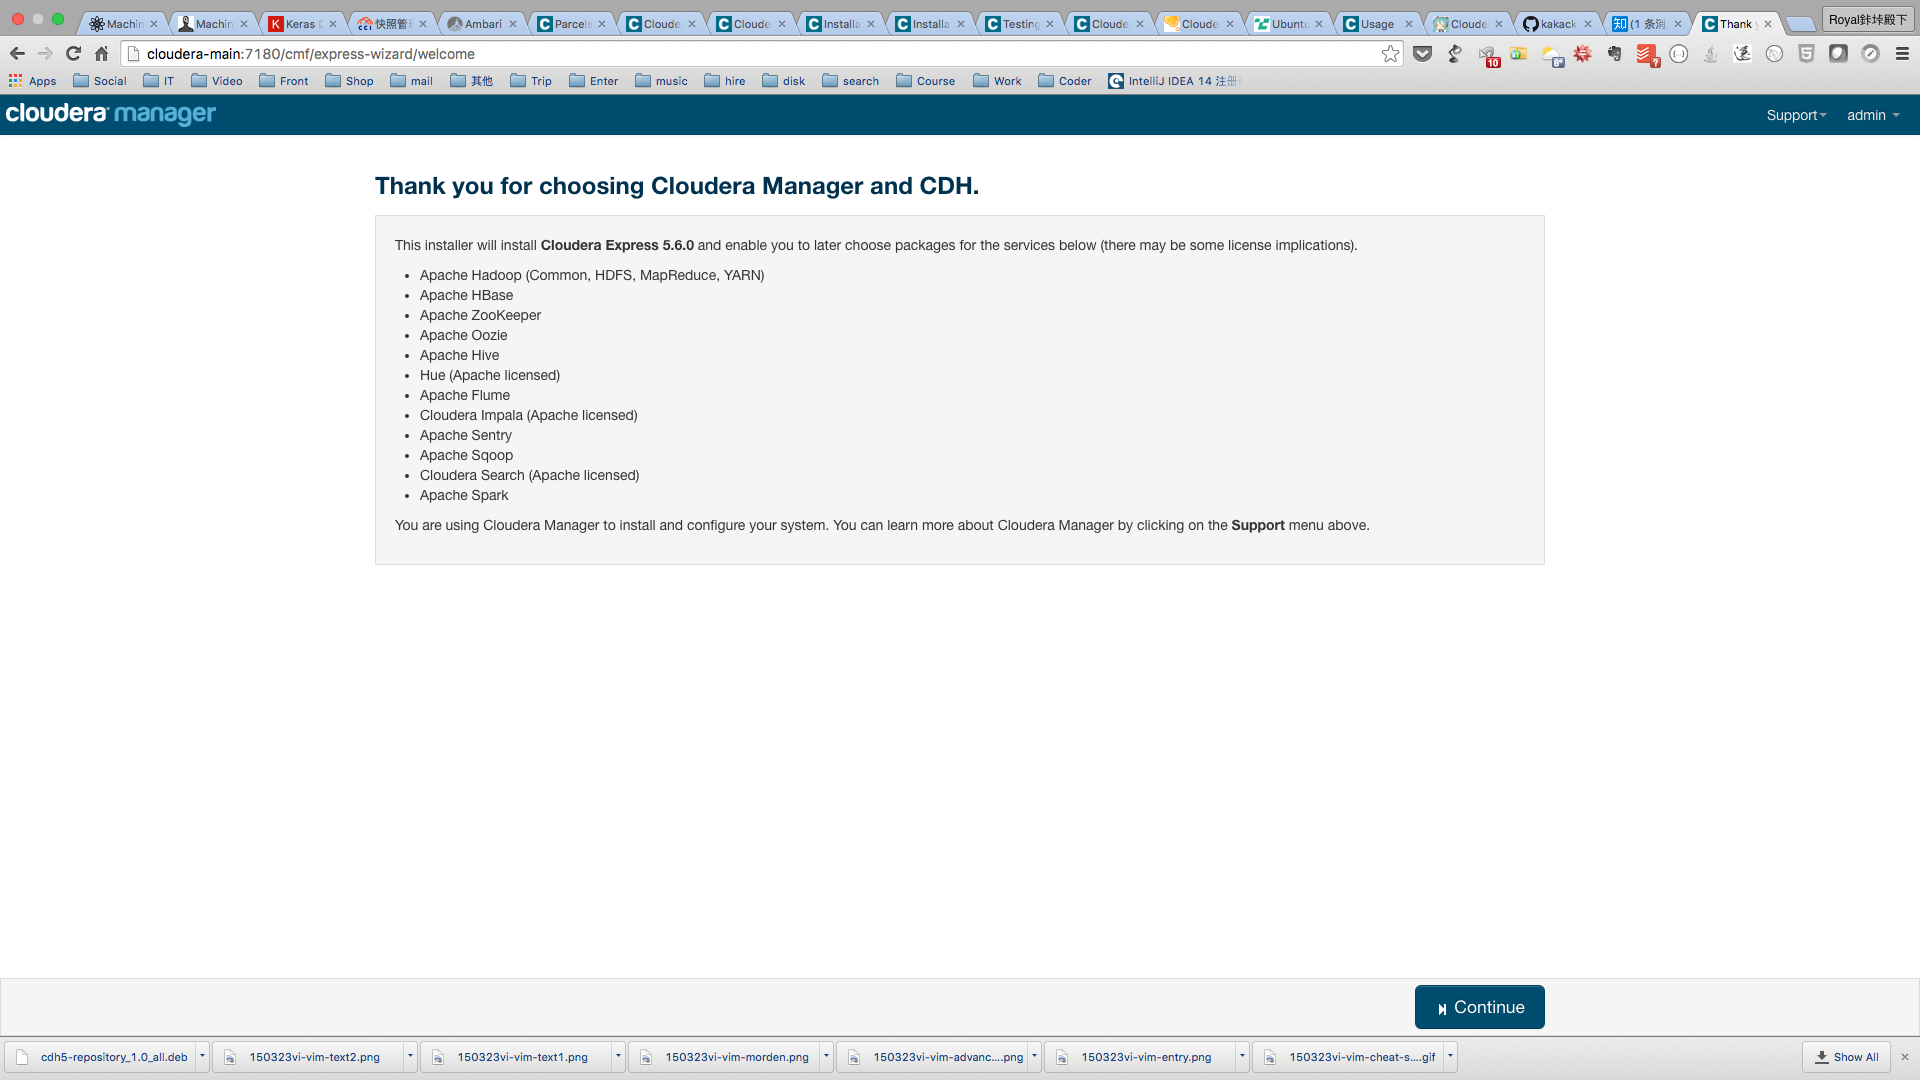 Machin
Machin
Keras
快照管
Ambari
Parcels
Cloude
Cloude
Installa
Installa
Testing
Cloude
Cloude
Ubunt
Usage
Cloude
kakack
知 (1 条消
Thank
Royal鉲垰殿下
cloudera-main:7180/cmf/express-wizard/welcome
10
6°
?
Apps
Social
IT
Video
Front
Shop
mail
其他
Trip
Enter
music
hire
disk
search
Course
Work
Coder
IntelliJ IDEA 14 注册
cloudera manager
Support
admin
Thank you for choosing Cloudera Manager and CDH.
This installer will install Cloudera Express 5.6.0 and enable you to later choose packages for the services below (there may be some license implications).
• Apache Hadoop (Common, HDFS, MapReduce, YARN)
• Apache HBase
• Apache ZooKeeper
• Apache Oozie
• Apache Hive
• Hue (Apache licensed)
• Apache Flume
• Cloudera Impala (Apache licensed)
• Apache Sentry
• Apache Sqoop
• Cloudera Search (Apache licensed)
• Apache Spark
You are using Cloudera Manager to install and configure your system. You can learn more about Cloudera Manager by clicking on the Support menu above.
Continue
cdh5-repository_1.0_all.deb
150323vi-vim-text2.png
150323vi-vim-text1.png
150323vi-vim-morden.png
150323vi-vim-advanc....png
150323vi-vim-entry.png
150323vi-vim-cheat-s....gif
Show All